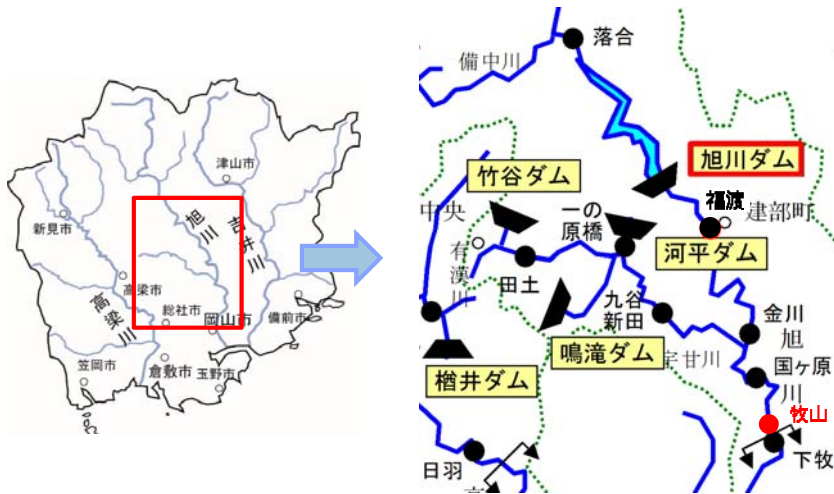 津山市
新見市
旭川
吉井川
高梁市
高梁川
総社市
岡山市
備前市
笠岡市
倉敷市
玉野市
落合
備中川
旭川ダム
竹谷ダム
福渡
建部町
中央
一の
原橋
有漢川
河平ダム
田土
九谷
新田
金川
旭川
鳴滝ダム
宇甘川
国ヶ原
楢井ダム
牧山
下牧
日羽